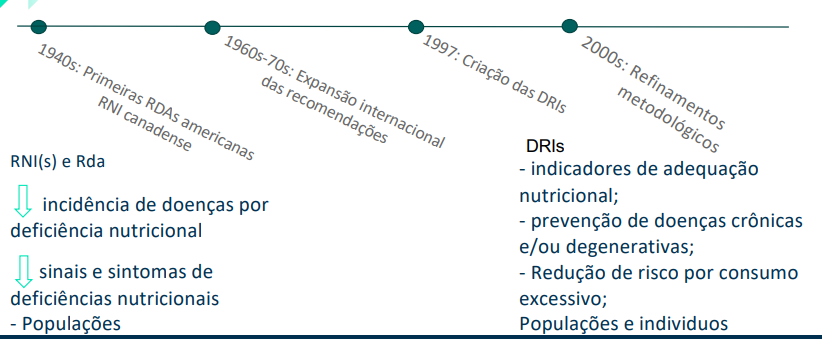 1940s: Primeiras RDAs americanas
RNI canadense
1960s-70s: Expansão internacional
das recomendações
1997: Criação das DRIs
2000s: Refinamentos
metodológicos
RNI(s) e Rda
incidência de doenças por
deficiência nutricional
sinais e sintomas de
deficiências nutricionais
- Populações
DRIs
- indicadores de adequação
nutricional;
- prevenção de doenças crônicas
e/ou degenerativas;
- Redução de risco por consumo
excessivo;
Populações e individuos